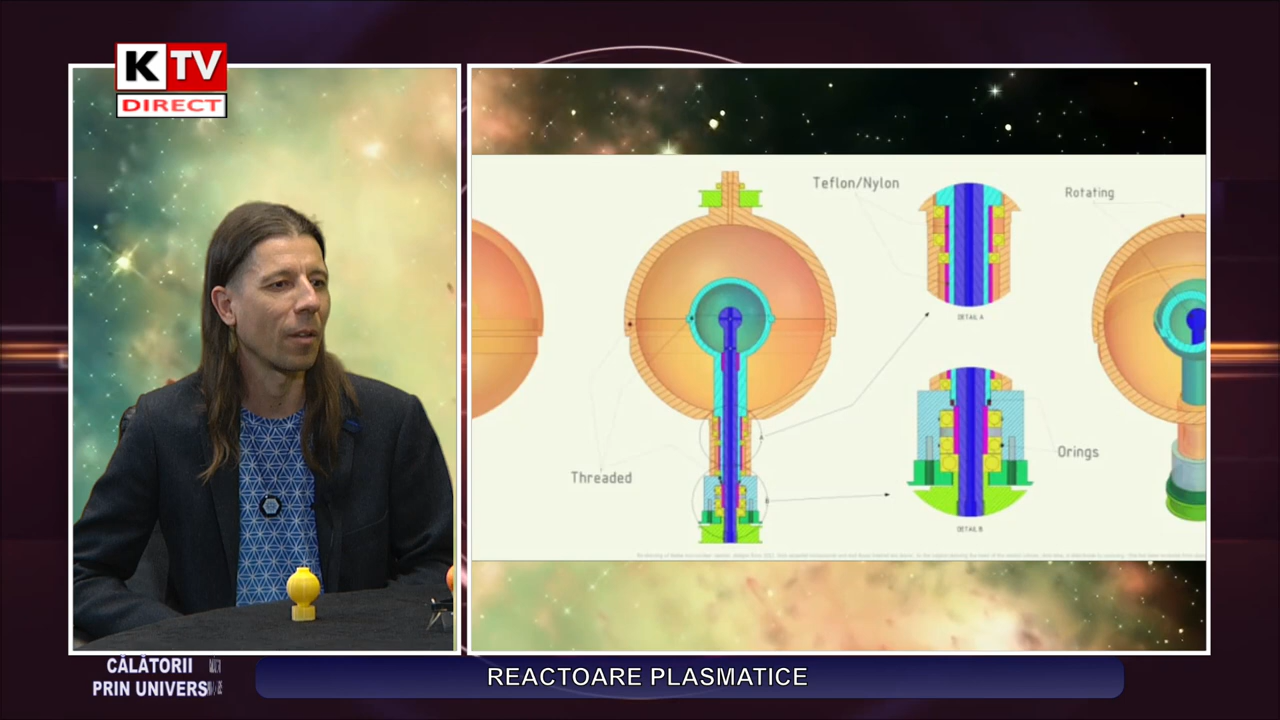 K TV
DIRECT
Teflon/Nylon
Rotating
DETAIL A
Threaded
Orings
DETAIL B
CĂLĂTORII
PRIN UNIVERS
REACTOARE PLASMATICE